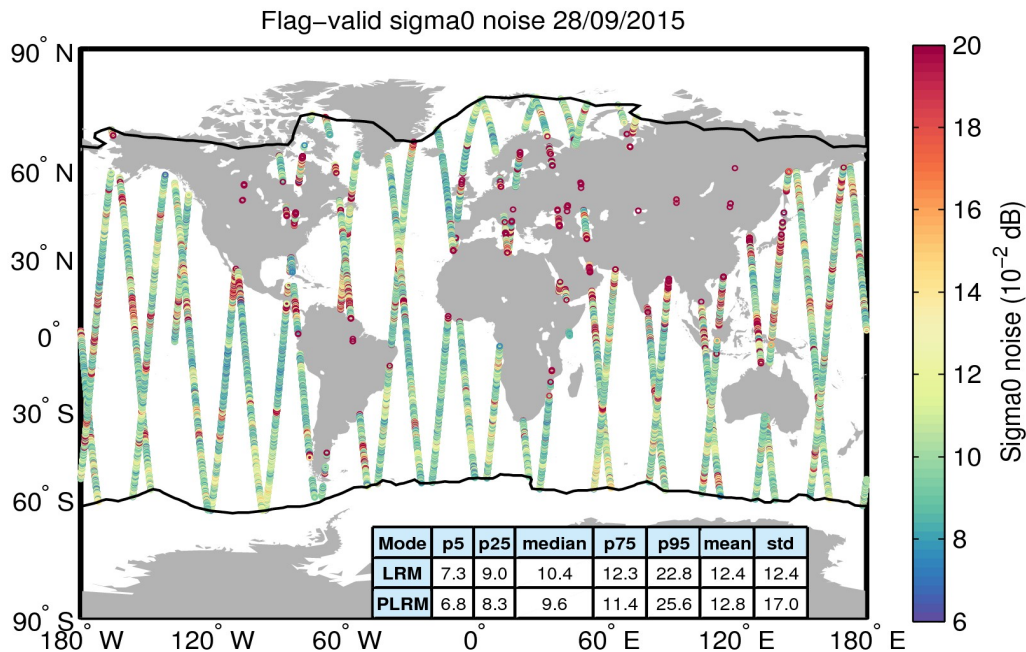 Flag−valid sigma0 noise 28/09/2015
90° N
60° N
30° N
0°
30° S
60° S
90° S
180° W
120° W
60° W
0°
60° E
120° E
180° E
Mode p5 p25 median p75 p95 mean std
LRM 7.3 9.0 10.4 12.3 22.8 12.4 12.4
PLRM 6.8 8.3 9.6 11.4 25.6 12.8 17.0
20
18
16
14
12
10
8
6
Sigma0 noise (10⁻² dB)